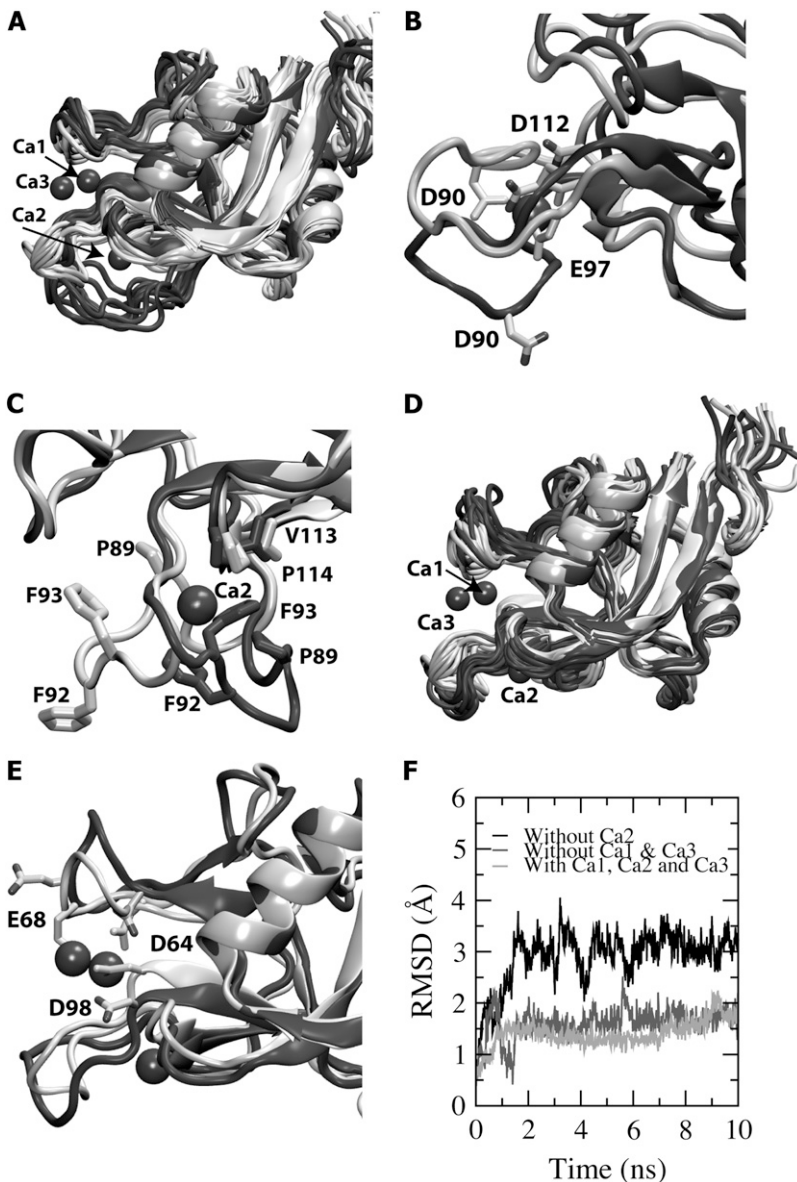 A
Ca1
Ca3
Ca2
B
D112
D90
E97
D90
C
P89
V113
Ca2
P114
F93
F93
P89
F92
F92
D
Ca1
Ca3
Ca2
E
E68
D64
D98
F
6
5
4
3
2
1
0
RMSD (Å)
Without Ca2
Without Ca1 & Ca3
With Ca1, Ca2 and Ca3
0 2 4 6 8 10
Time (ns)